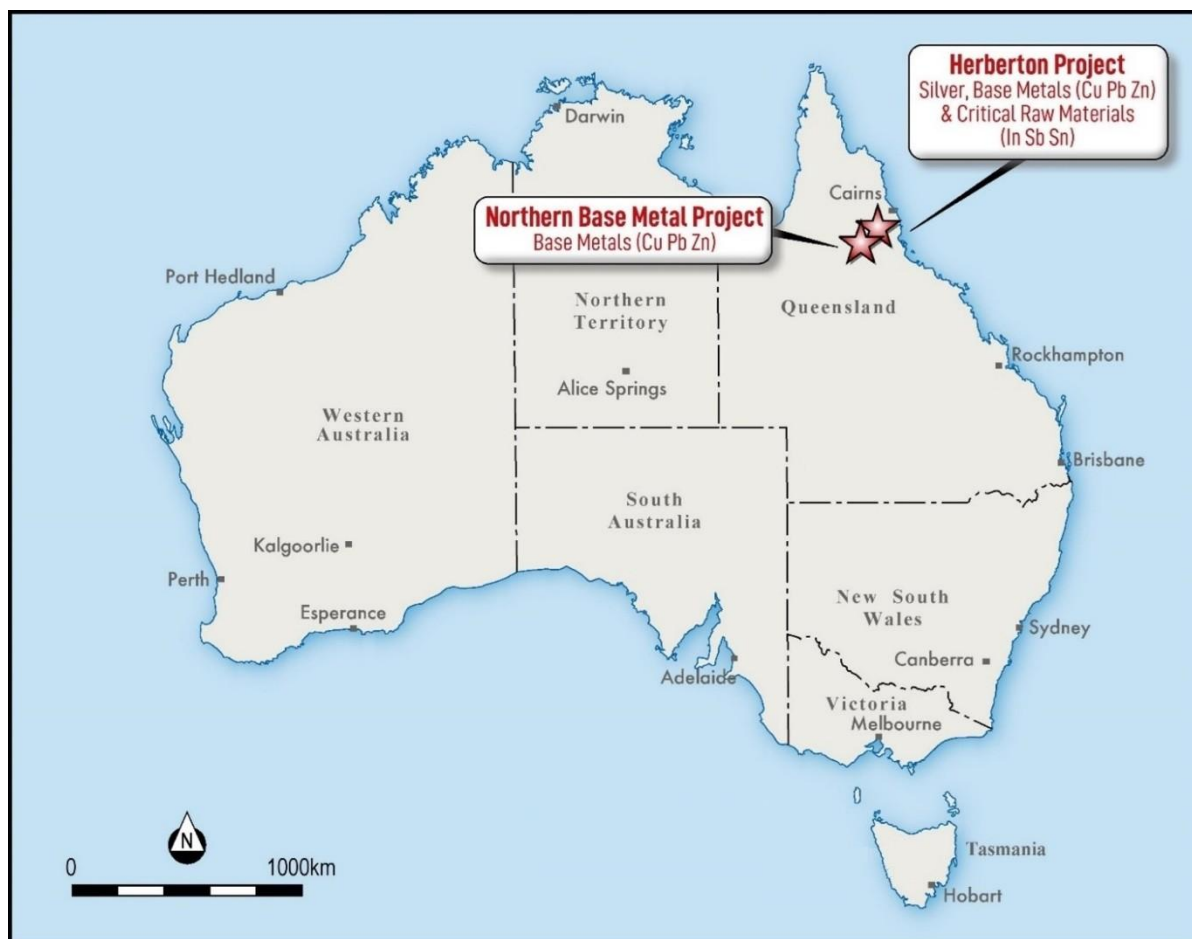 Herberton Project
Silver, Base Metals (Cu Pb Zn)
& Critical Raw Materials
(In Sb Sn)
Darwin
Cairns
Northern Base Metal Project
Base Metals (Cu Pb Zn)
Port Hedland
Northern
Territory
Queensland
Rockhampton
Alice Springs
Western
Australia
Brisbane
South
Australia
Kalgoorlie
Perth
Esperance
New South
Wales
Sydney
Canberra
Adelaide
Victoria
Melbourne
N
0
1000km
Tasmania
Hobart